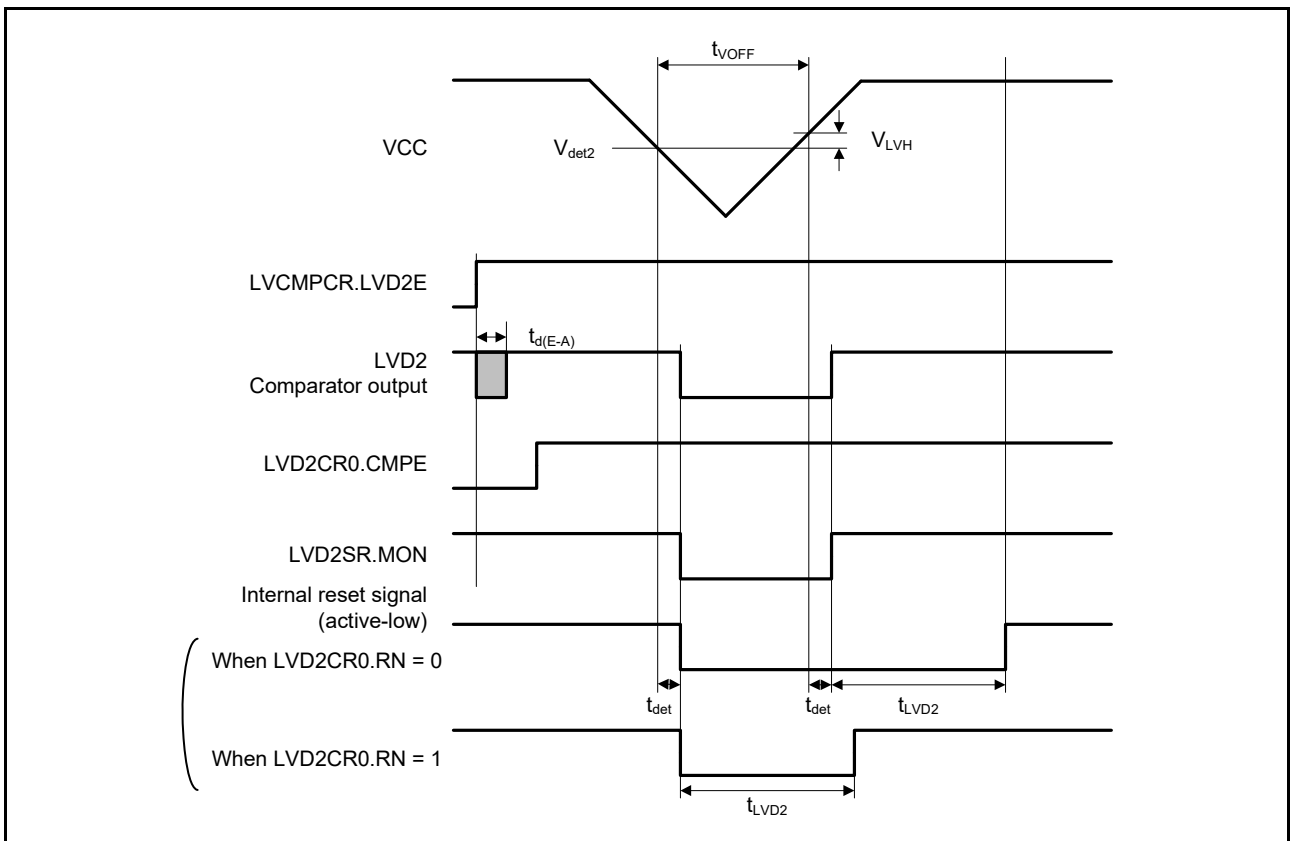 tVOFF
VCC
Vdet2
VLVH
LVCMPCR.LVD2E
td(E-A)
LVD2
Comparator output
LVD2CR0.CMPE
LVD2SR.MON
Internal reset signal
(active-low)
When LVD2CR0.RN = 0
tdet
tdet
tLVD2
When LVD2CR0.RN = 1
tLVD2